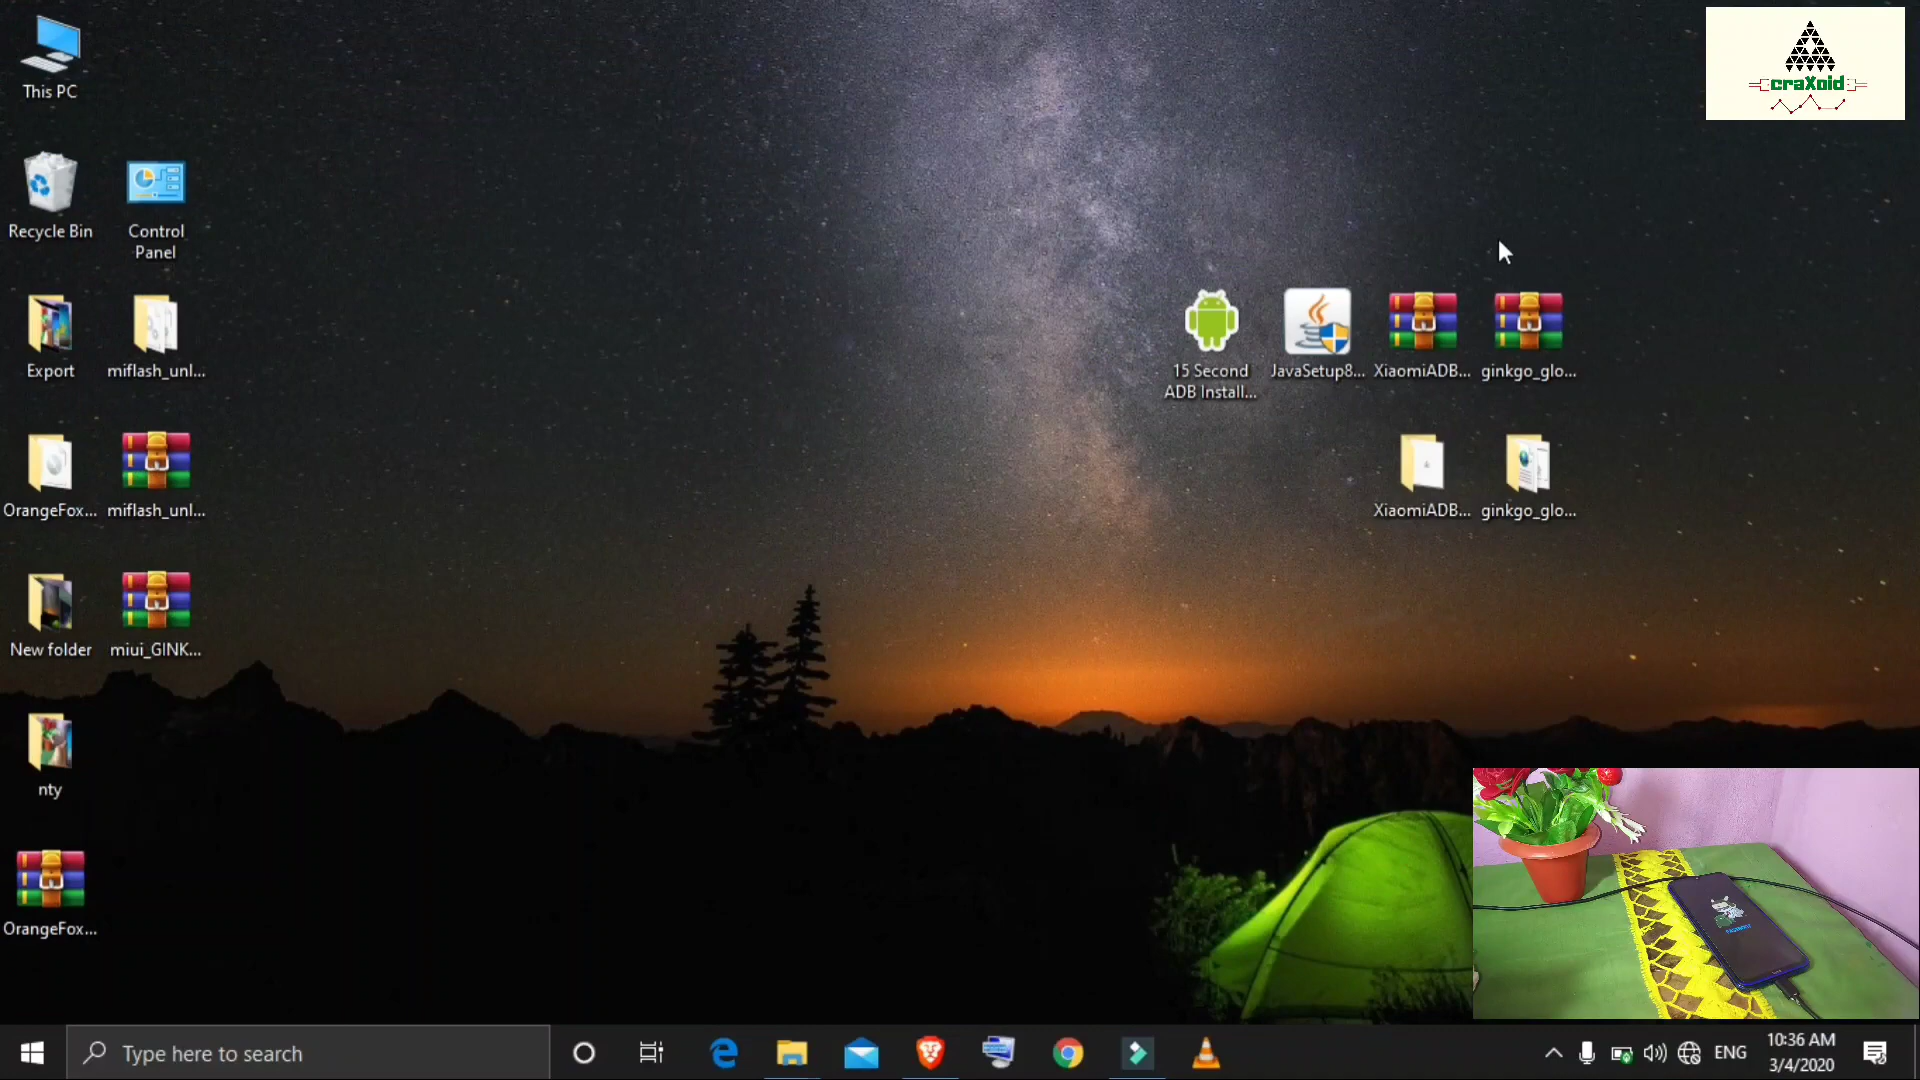 This PC
craXoid
Recycle Bin
Control
Panel
Export
miflash_unl...
15 Second
ADB Install...
JavaSetup8...
XiaomiADB...
ginkgo_glo...
OrangeFox...
miflash_unl...
XiaomiADB...
ginkgo_glo...
New folder
miui_GINK...
nty
OrangeFox...
FASTBOOT
Type here to search
ENG
10:36 AM
3/4/2020